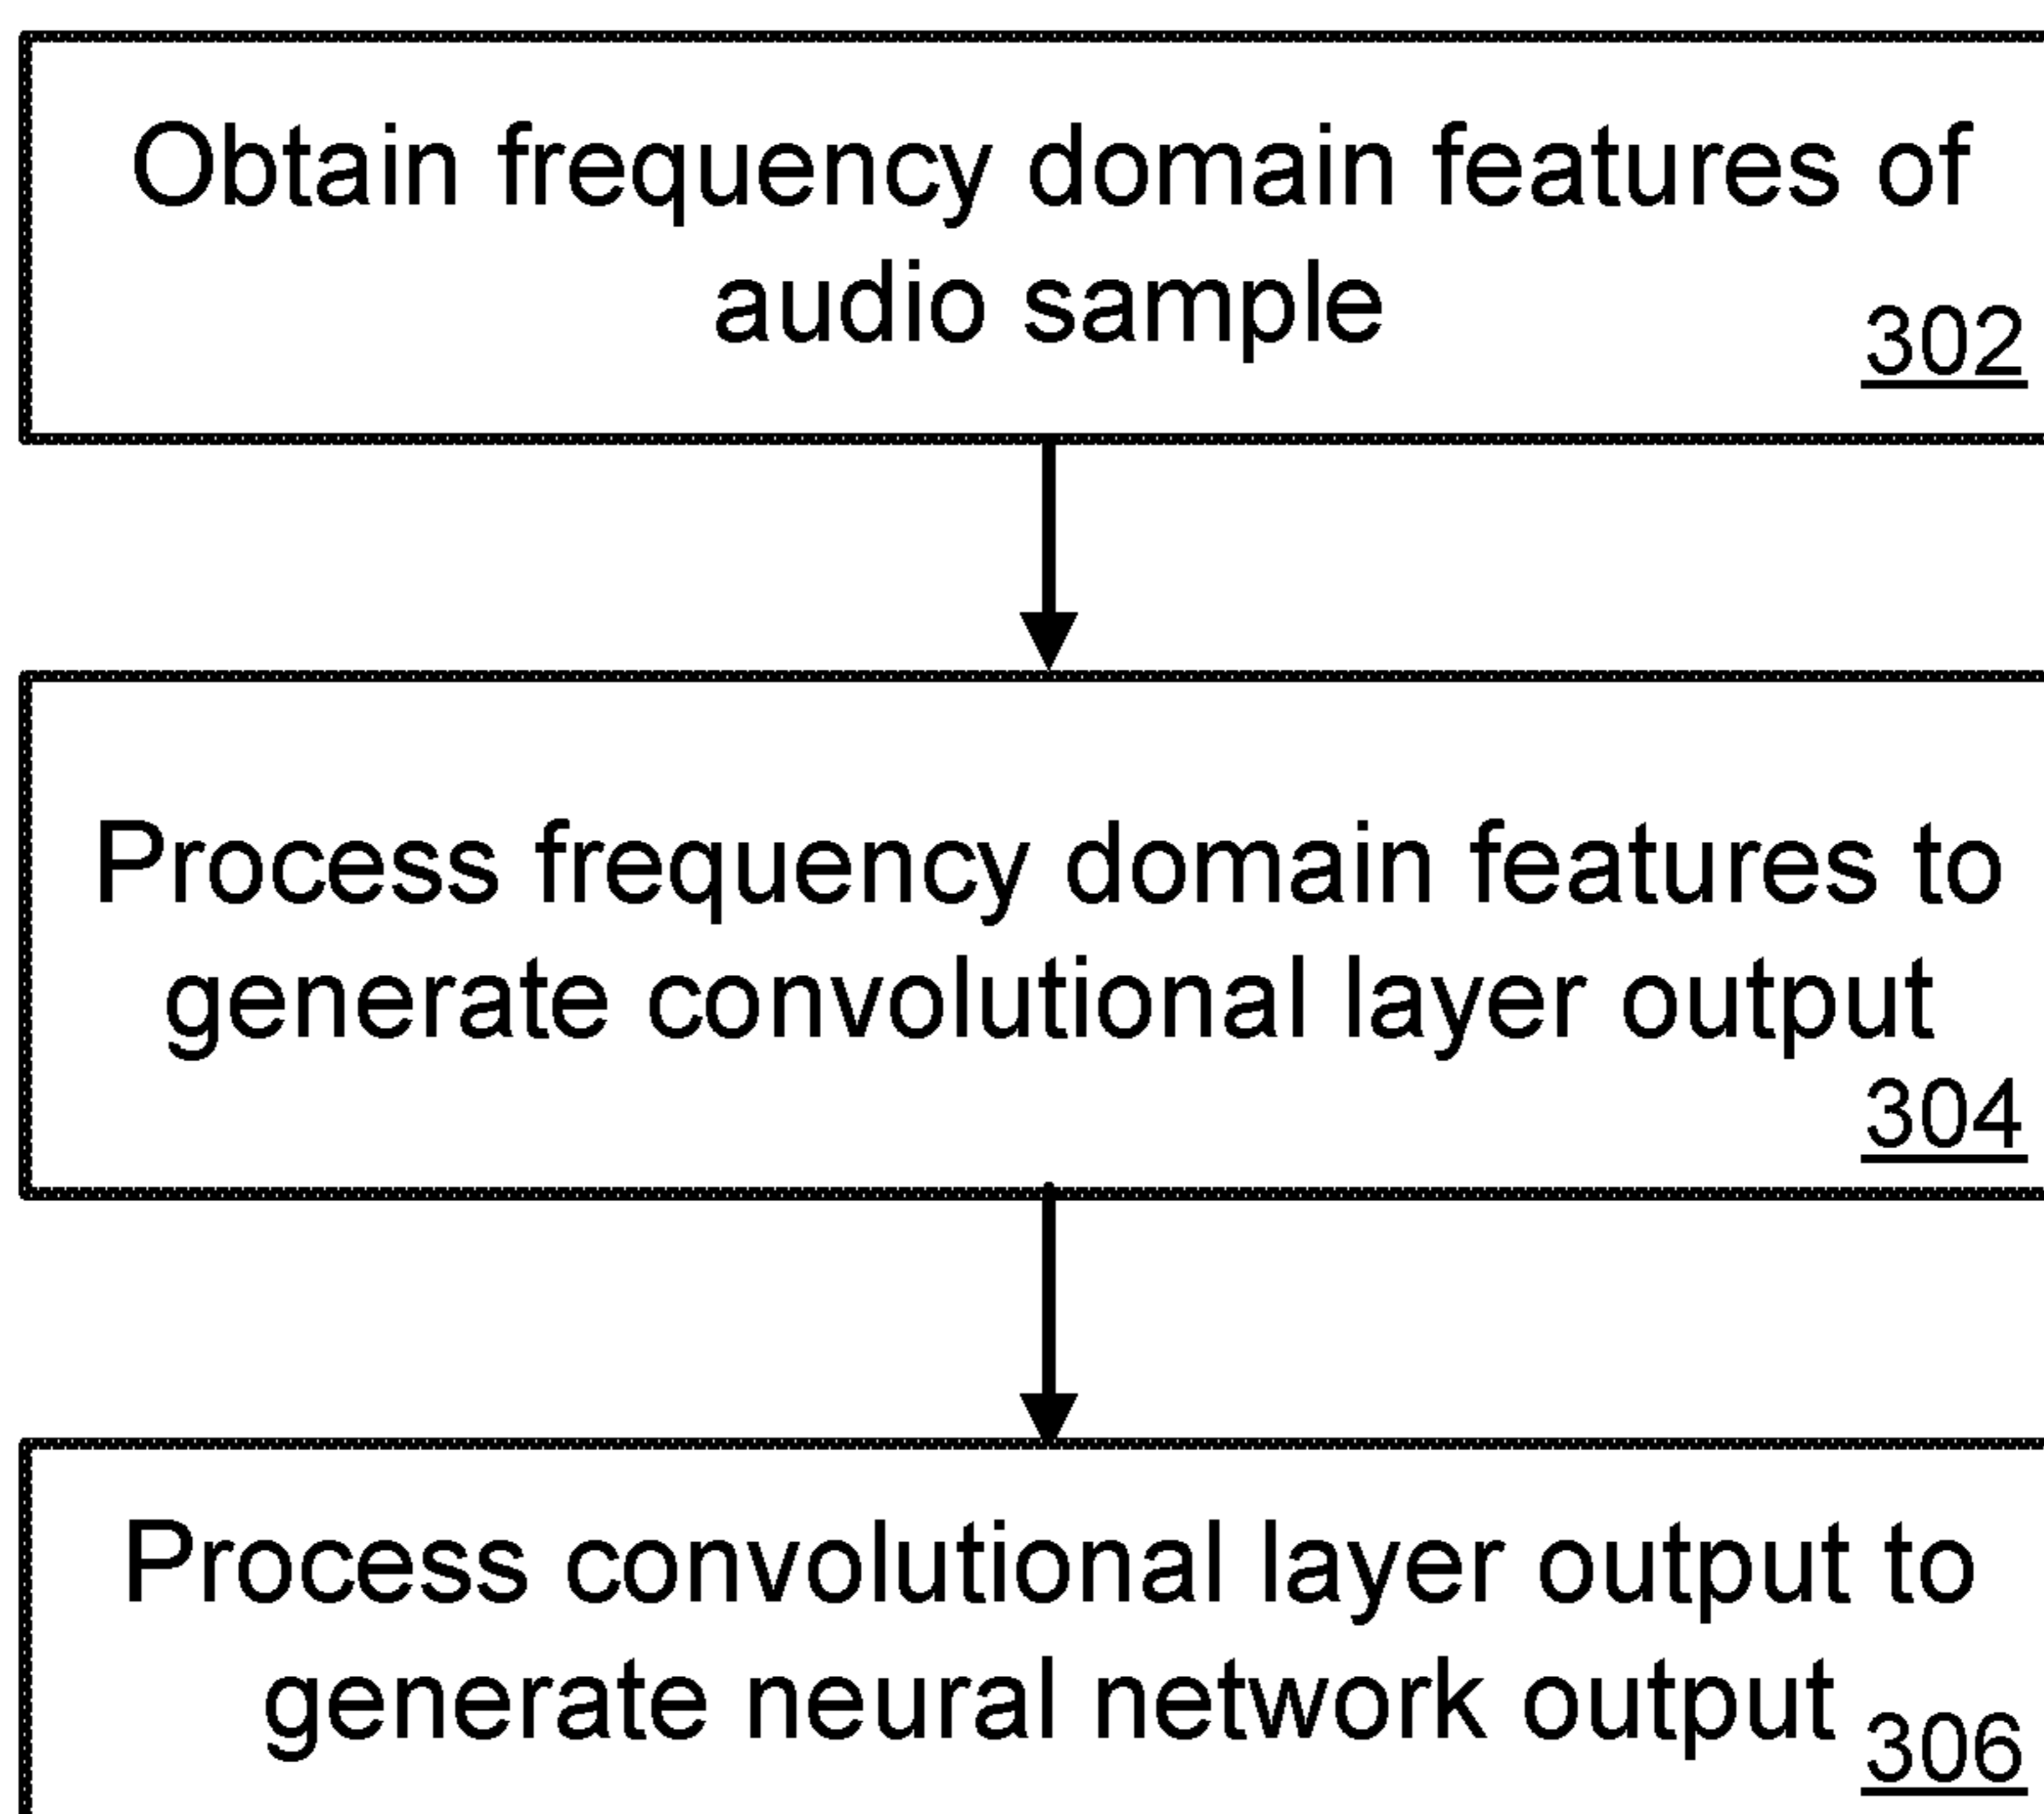 Obtain frequency domain features of
audio sample
302
Process frequency domain features to
generate convolutional layer output
304
Process convolutional layer output to
generate neural network output
306